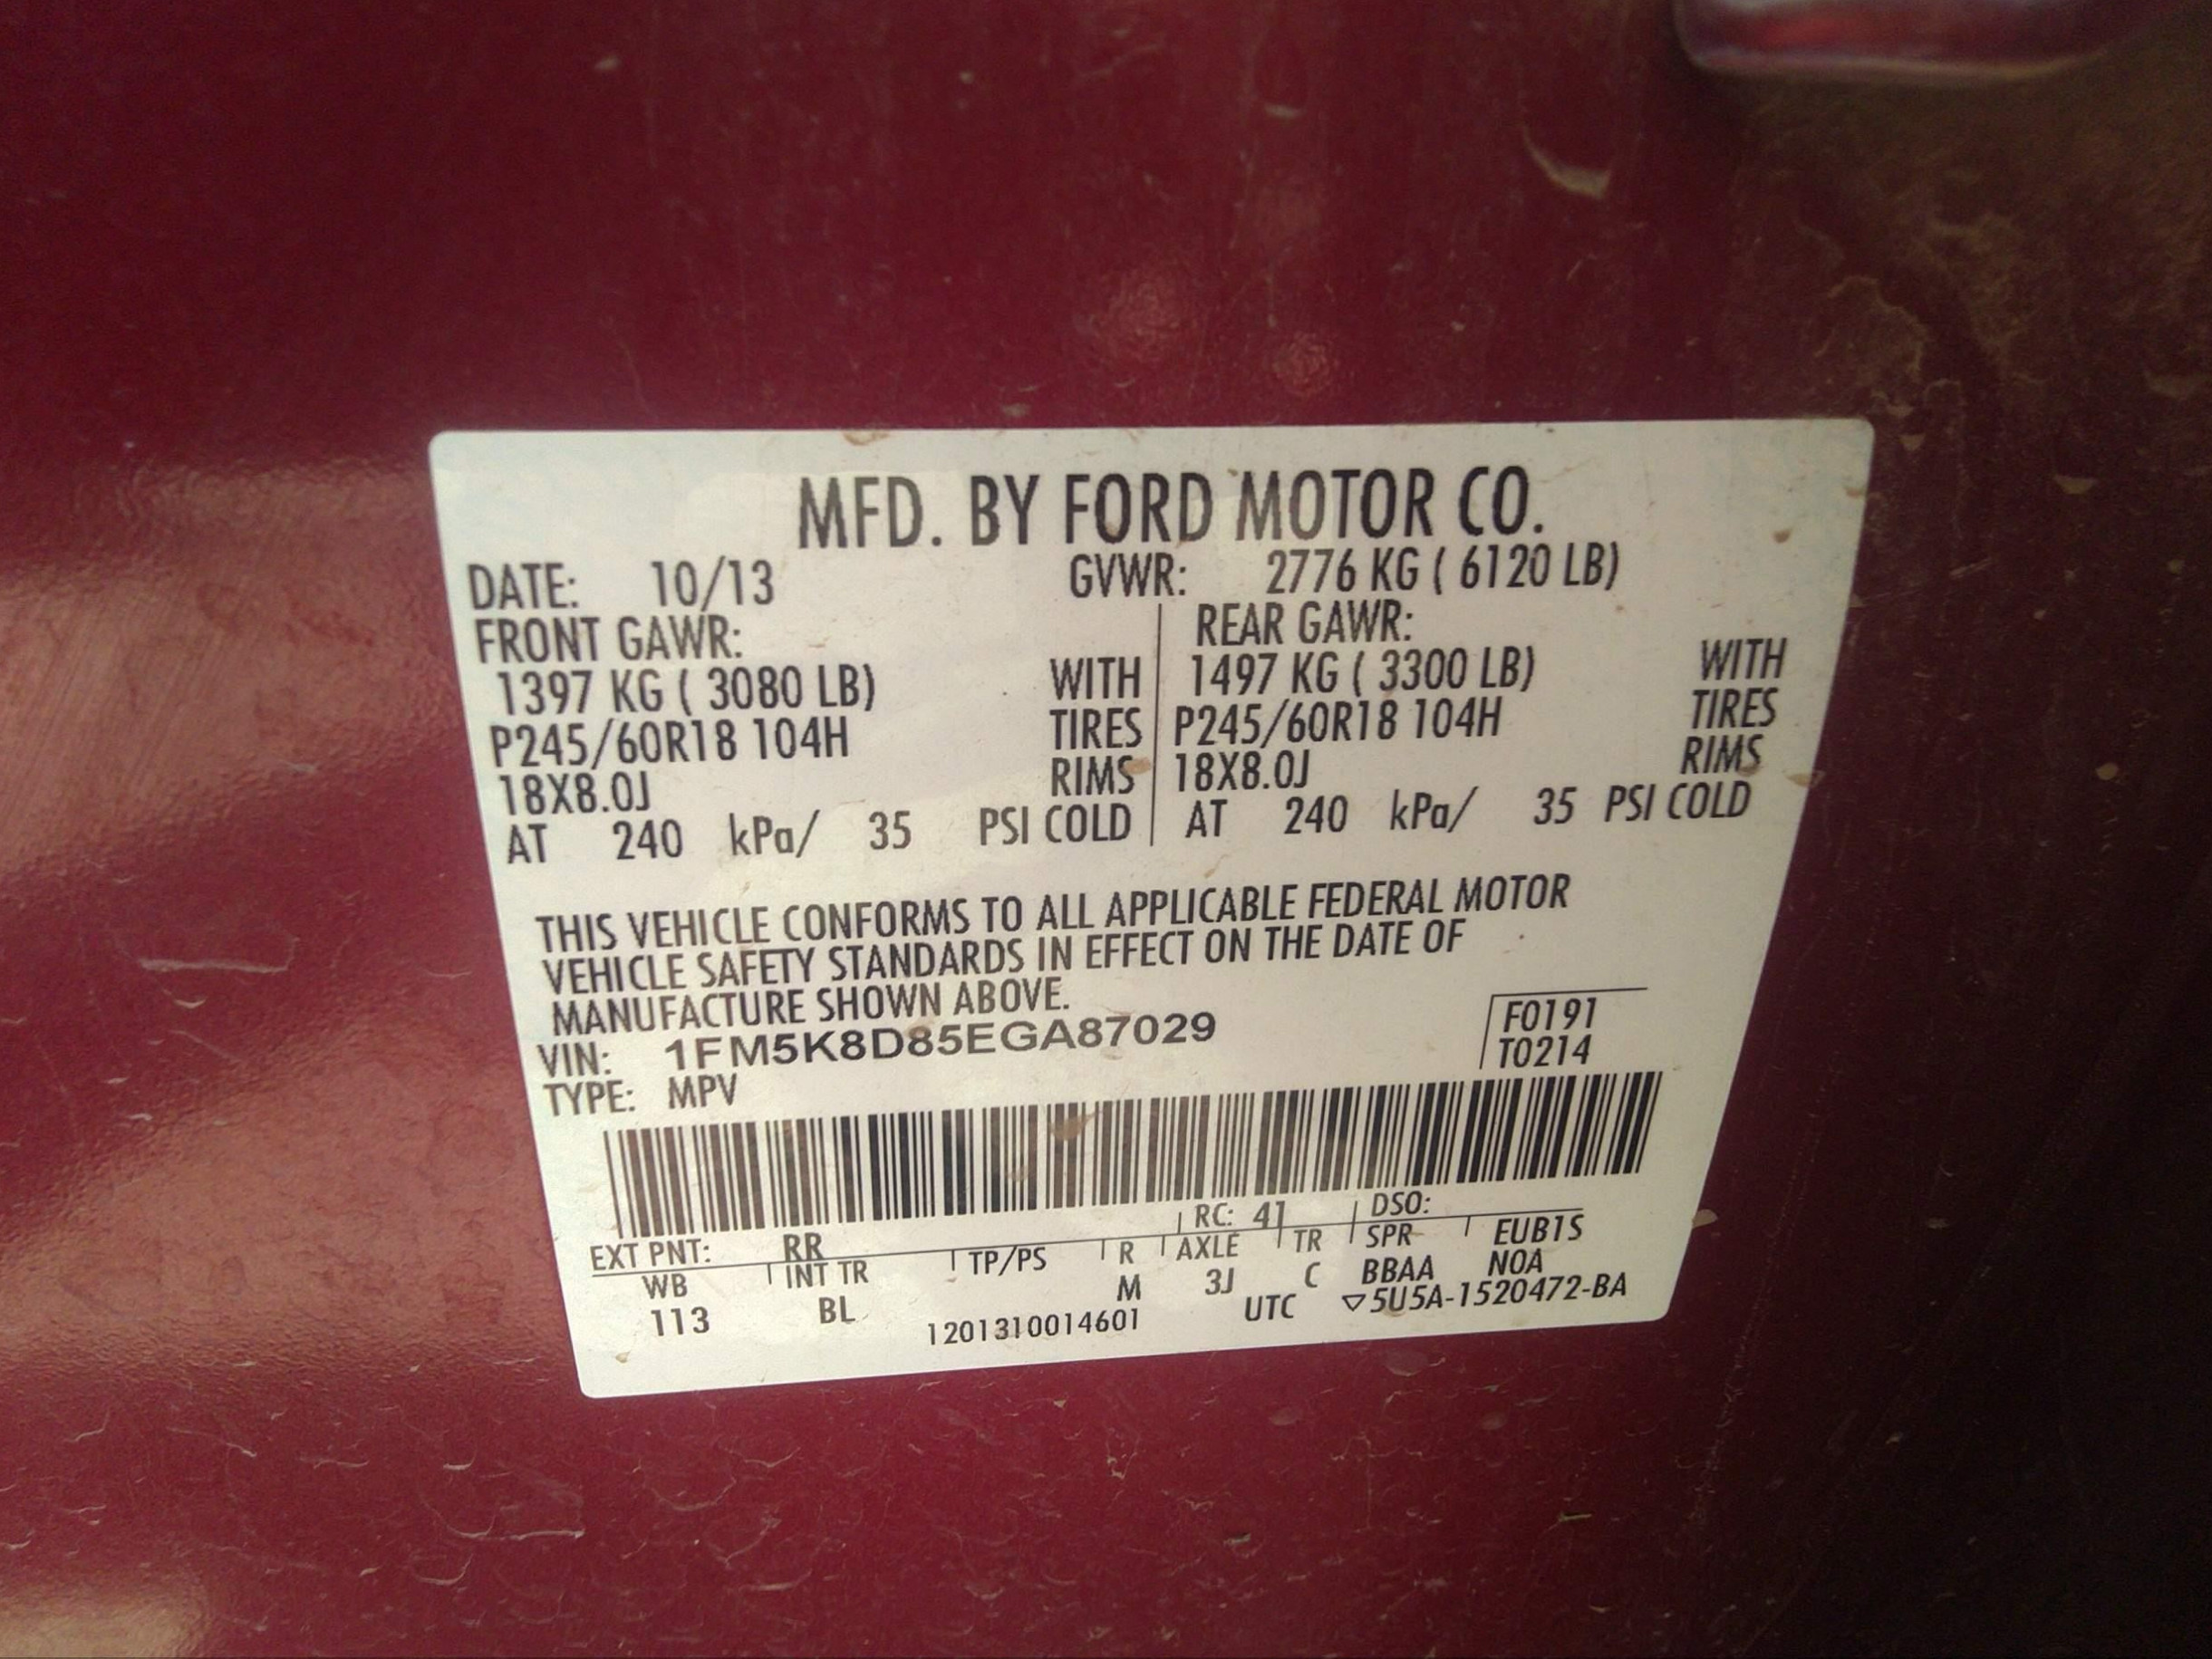 MFD. BY FORD MOTOR CO.
DATE: 10/13 GVWR: 2776 KG ( 6120 LB)
FRONT GAWR: REAR GAWR:
1397 KG ( 3080 LB) WITH 1497 KG ( 3300 LB) WITH
P245/60R18 104H TIRES P245/60R18 104H TIRES
18X8.0J RIMS 18X8.0J RIMS
AT 240 kPa/ 35 PSI COLD AT 240 kPa/ 35 PSI COLD
THIS VEHICLE CONFORMS TO ALL APPLICABLE FEDERAL MOTOR
VEHICLE SAFETY STANDARDS IN EFFECT ON THE DATE OF
MANUFACTURE SHOWN ABOVE.
VIN: 1FM5K8D85EGA87029 F0191
TYPE: MPV T0214
EXT PNT: RR RC: 41 DSO:
WB INT TR TP/PS R AXLE TR SPR EUB1S
113 BL M 3J C BBAA NOA
1201310014601 UTC ▽5U5A-1520472-BA